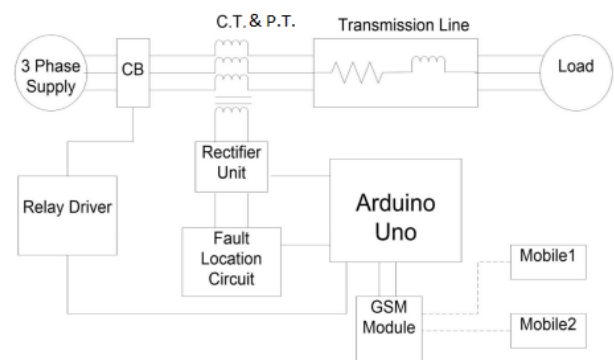 C.T. & P.T.
Transmission Line
3 Phase
Supply
CB
Load
Rectifier
Unit
Relay Driver
Arduino
Uno
Fault
Location
Circuit
Mobile1
GSM
Module
Mobile2